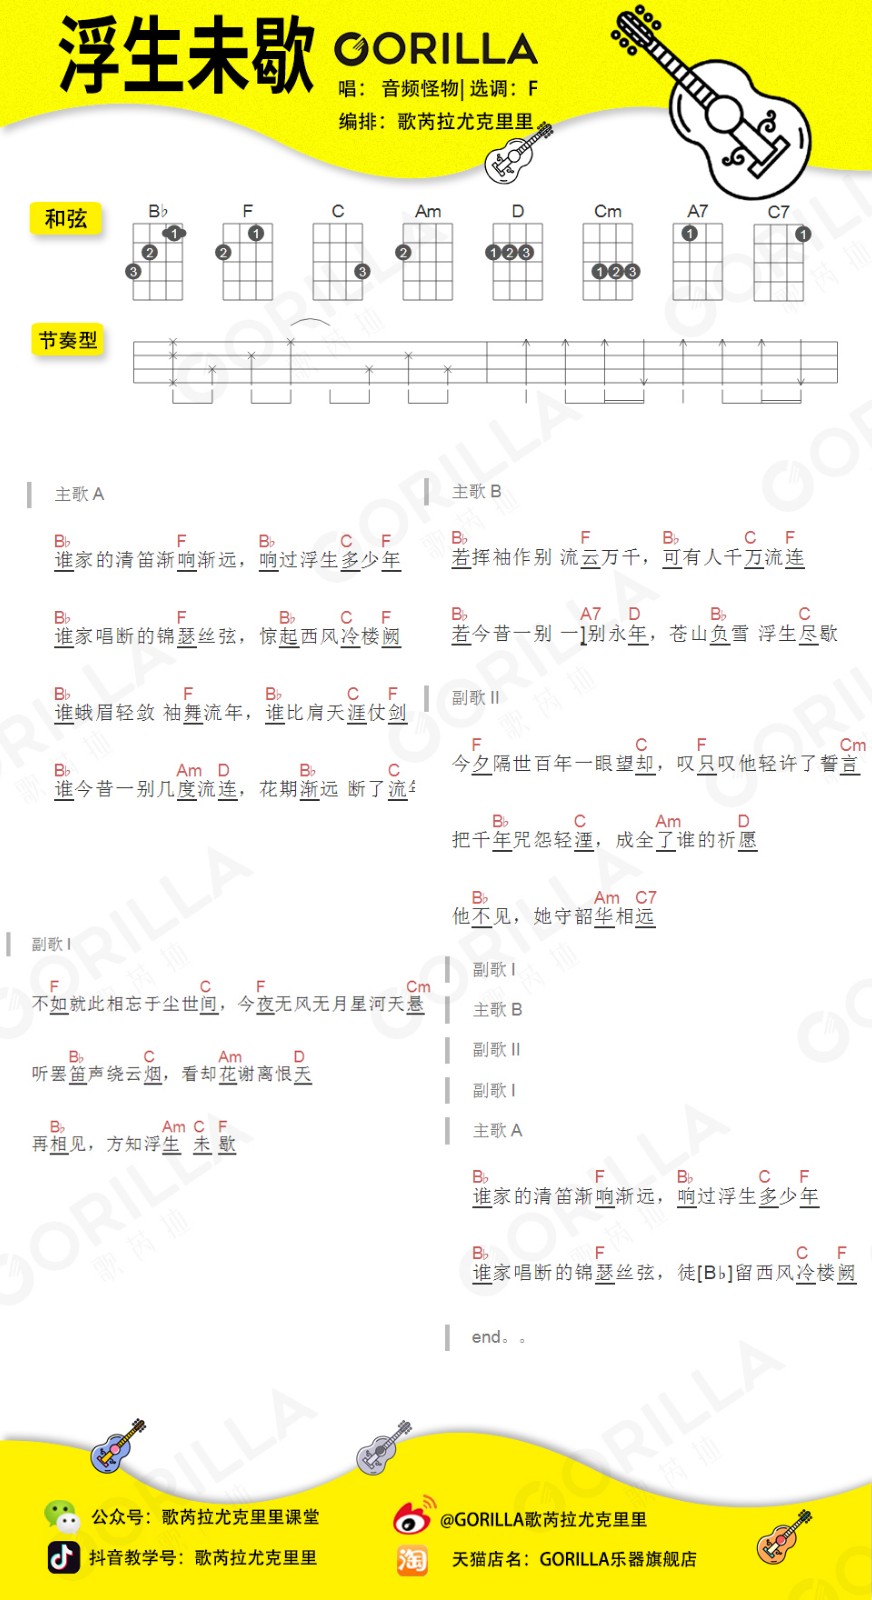 浮生未歇
GORILLA
唱： 音频怪物| 选调：F
编排：歌芮拉尤克里里
和弦
B♭ F C Am D Cm A7 C7
1 2 3 1 2 3 2 1 2 3 1 2 3 1 1
节奏型
主歌 A
B♭ F B♭ C F
谁家的清笛渐响渐远，响过浮生多少年
B♭ F B♭ C F
谁家唱断的锦瑟丝弦，惊起西风冷楼阙
B♭ F B♭ C F
谁蛾眉轻敛 袖舞流年，谁比肩天涯仗剑
B♭ Am D B♭ C
谁今昔一别几度流连，花期渐远 断了流年
副歌 I
F C F Cm
不如就此相忘于尘世间，今夜无风无月星河天悬
B♭ C Am D
听罢笛声绕云烟，看却花谢离恨天
B♭ Am C F
再相见，方知浮生 未 歇
主歌 B
B♭ F B♭ C F
若挥袖作别 流云万千，可有人千万流连
B♭ A7 D B♭ C
若今昔一别 一]别永年，苍山负雪 浮生尽歇
副歌 II
F C F Cm
今夕隔世百年一眼望却，叹只叹他轻许了誓言
B♭ C Am D
把千年咒怨轻湮，成全了谁的祈愿
B♭ Am C7
他不见，她守韶华相远
副歌 I
主歌 B
副歌 II
副歌 I
主歌 A
B♭ F B♭ C F
谁家的清笛渐响渐远，响过浮生多少年
B♭ F C F
谁家唱断的锦瑟丝弦，徒[B♭]留西风冷楼阙
end。。
公众号：歌芮拉尤克里里课堂
@GORILLA歌芮拉尤克里里
抖音教学号：歌芮拉尤克里里
淘
天猫店名：GORILLA乐器旗舰店